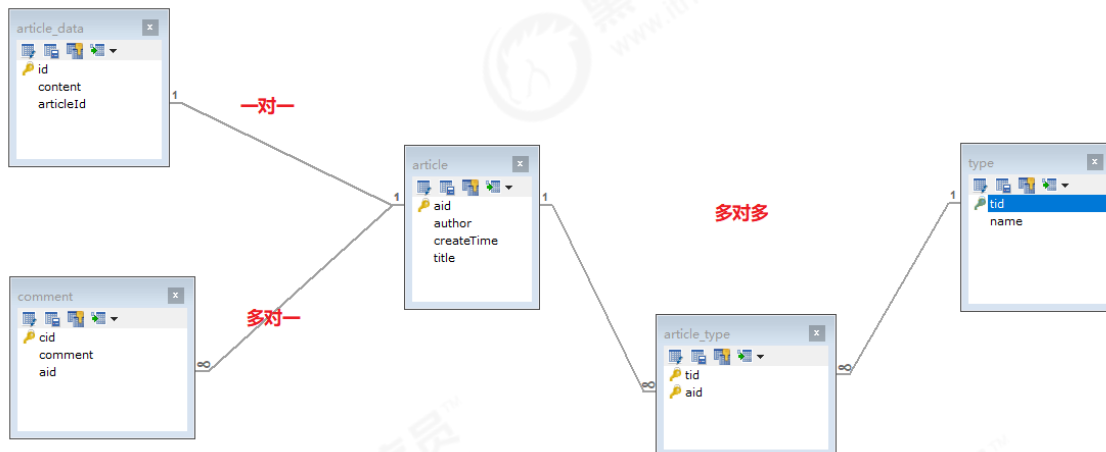 article_data
id
content
articleId
1
一对一
article
1
aid
1
author
createTime
title
多对多
type
1
tid
name
comment
cid
comment
aid
∞
多对一
article_type
tid
aid
∞
∞